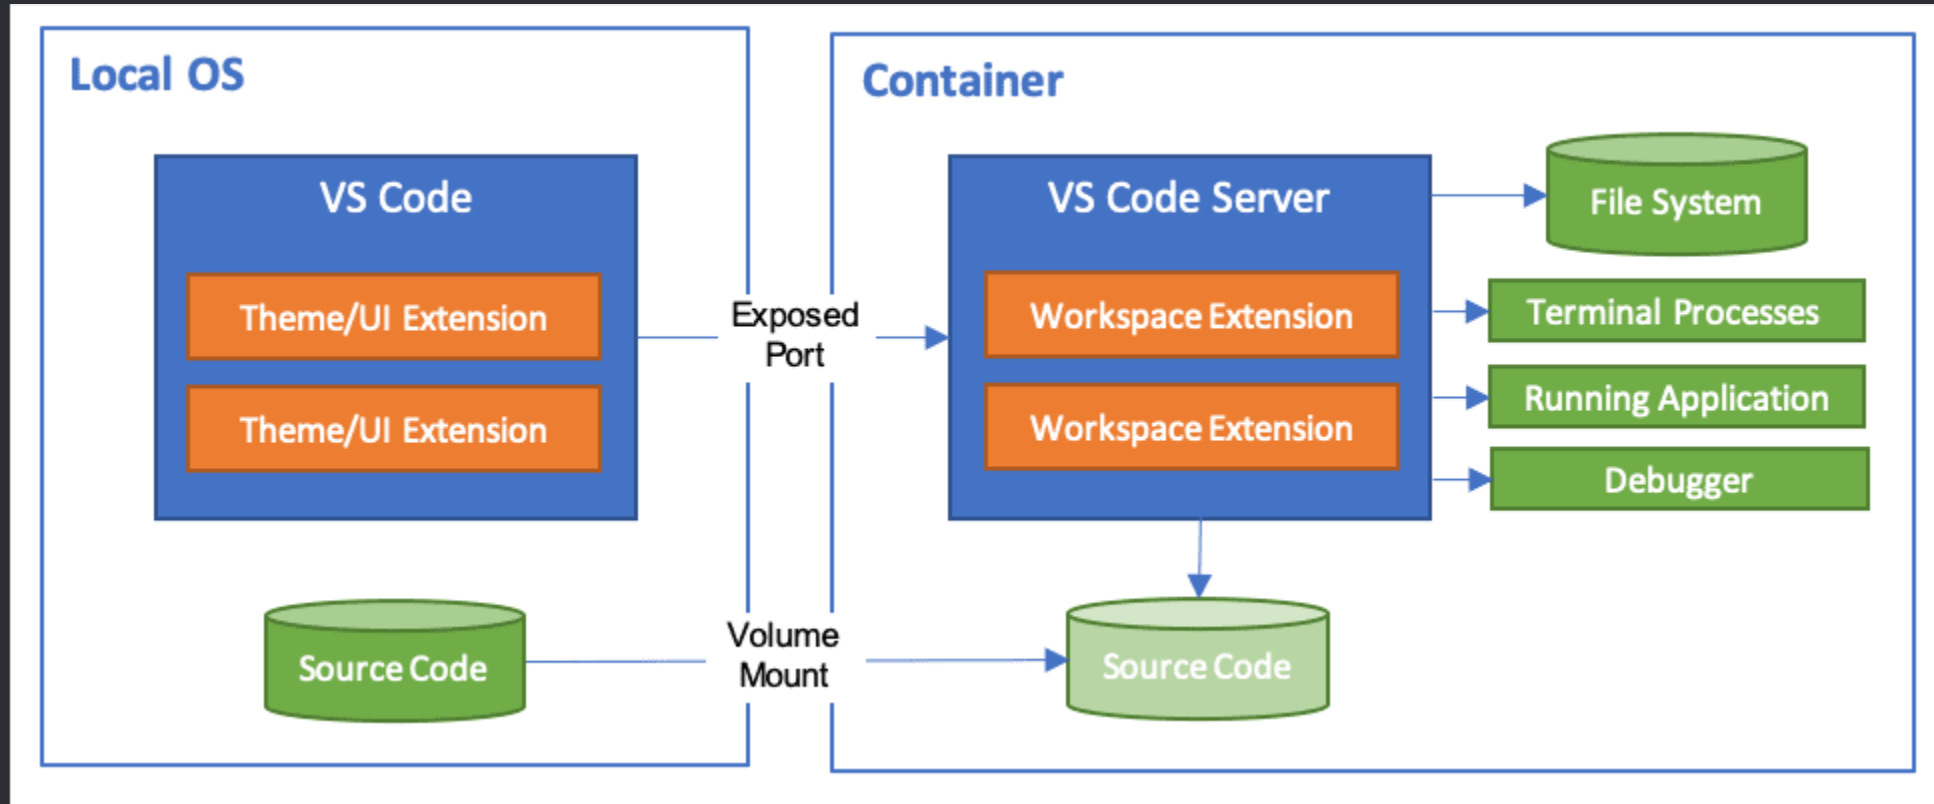 Local OS
VS Code
Theme/UI Extension
Theme/UI Extension
Source Code
Exposed
Port
Volume
Mount
Container
VS Code Server
Workspace Extension
Workspace Extension
Source Code
File System
Terminal Processes
Running Application
Debugger